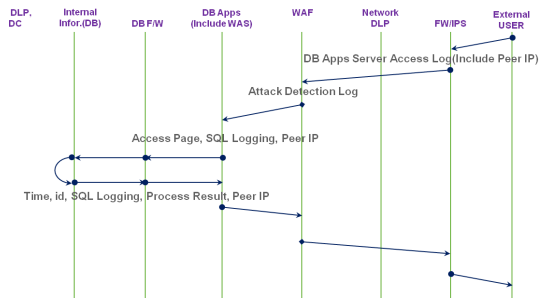 DLP,
DC
Internal
Infor.(DB)
DB F/W
DB Apps
(Include WAS)
WAF
Network
DLP
FW/IPS
External
USER
DB Apps Server Access Log(Include Peer IP)
Attack Detection Log
Access Page, SQL Logging, Peer IP
Time, id, SQL Logging, Process Result, Peer IP